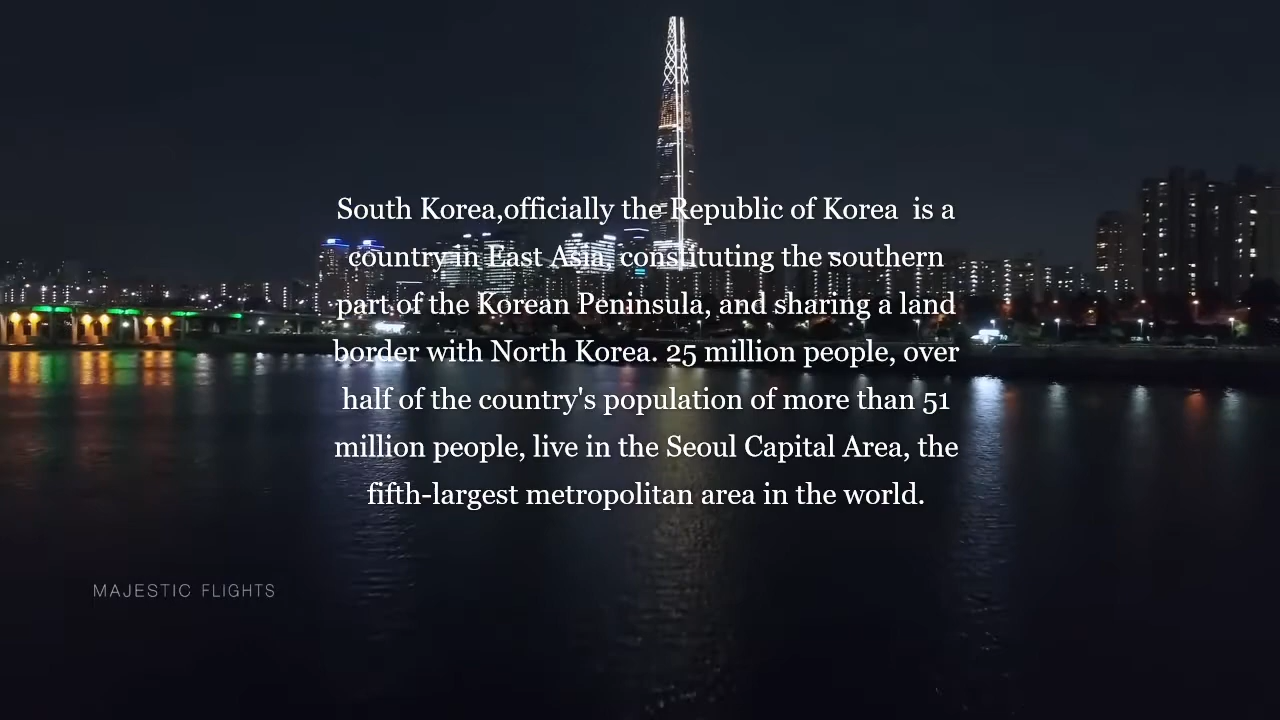 South Korea,officially the Republic of Korea  is a
country in East Asia, constituting the southern
part of the Korean Peninsula, and sharing a land
border with North Korea. 25 million people, over
half of the country's population of more than 51
million people, live in the Seoul Capital Area, the
fifth-largest metropolitan area in the world.
MAJESTIC FLIGHTS